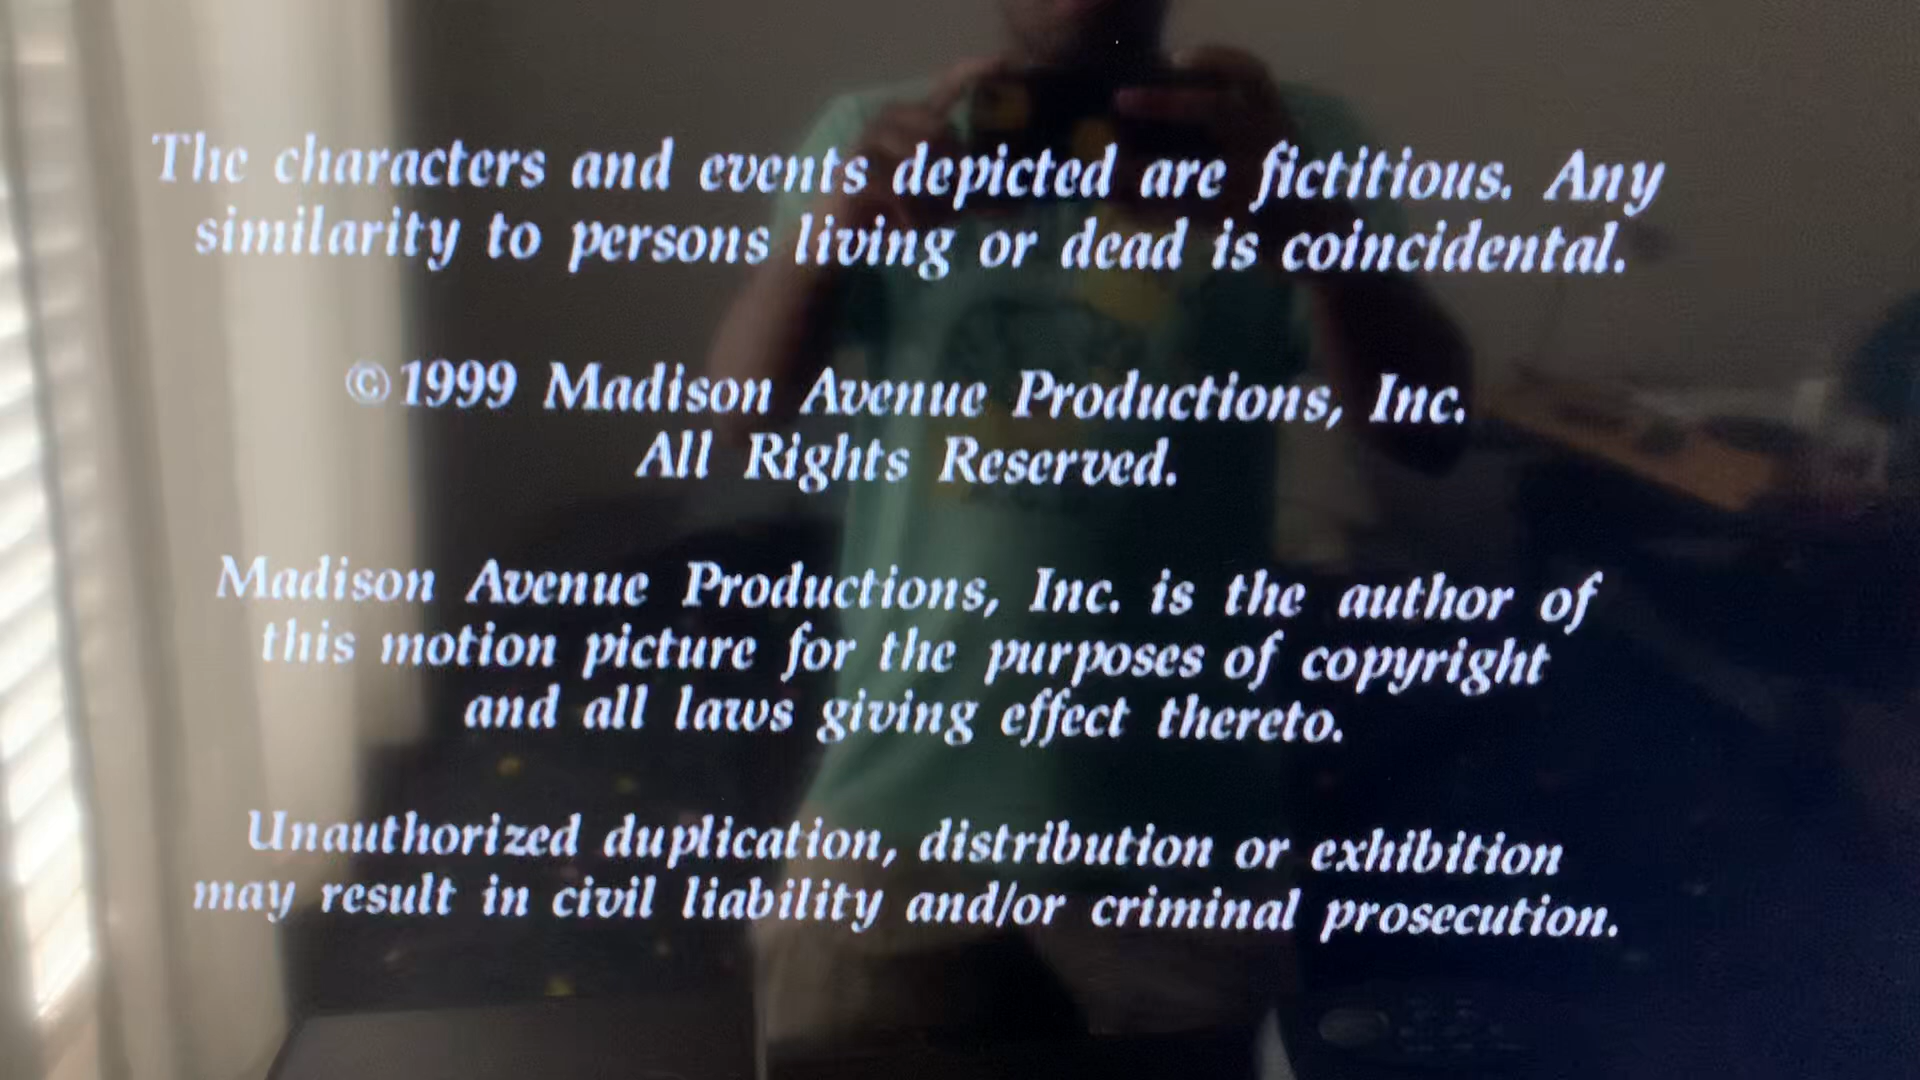 The characters and events depicted are fictitious. Any
similarity to persons living or dead is coincidental.
©1999 Madison Avenue Productions, Inc.
All Rights Reserved.
Madison Avenue Productions, Inc. is the author of
this motion picture for the purposes of copyright
and all laws giving effect thereto.
Unauthorized duplication, distribution or exhibition
may result in civil liability and/or criminal prosecution.